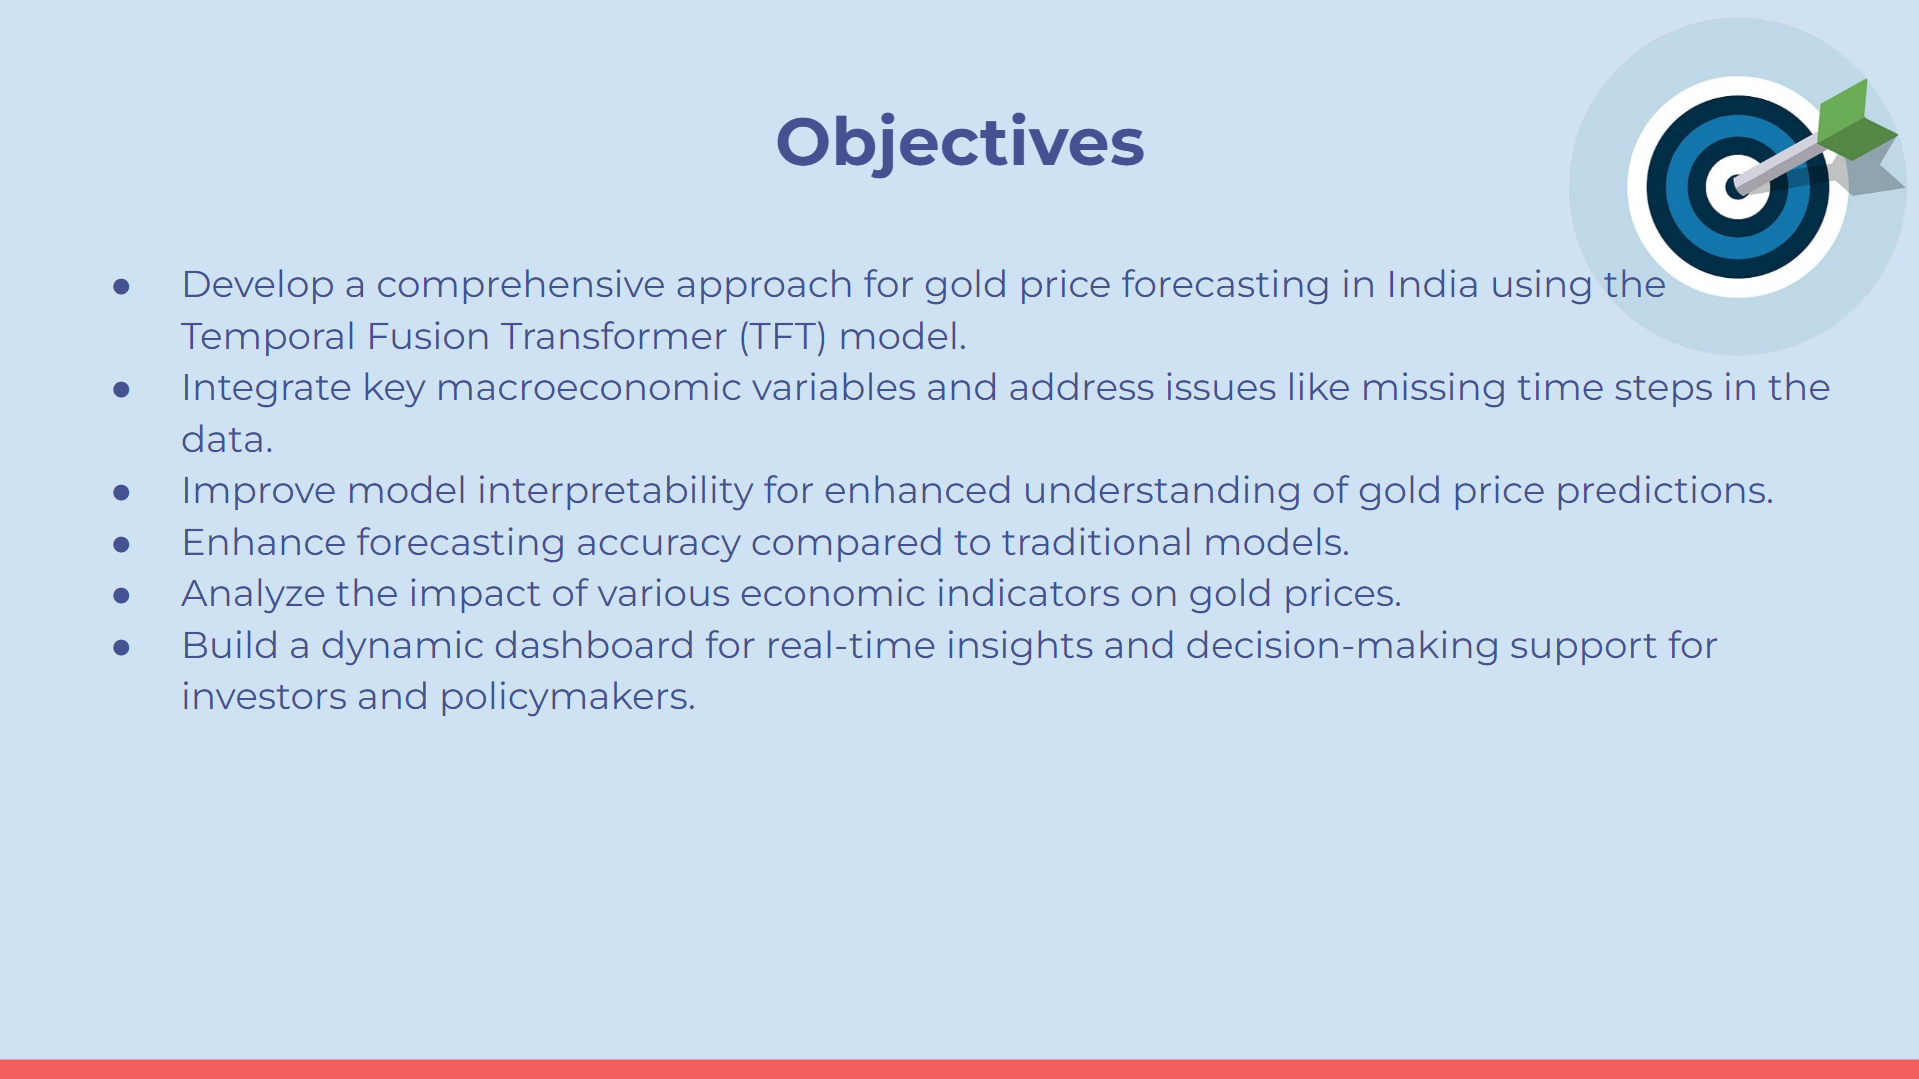 Objectives
● Develop a comprehensive approach for gold price forecasting in India using the
Temporal Fusion Transformer (TFT) model.
● Integrate key macroeconomic variables and address issues like missing time steps in the
data.
● Improve model interpretability for enhanced understanding of gold price predictions.
● Enhance forecasting accuracy compared to traditional models.
● Analyze the impact of various economic indicators on gold prices.
● Build a dynamic dashboard for real-time insights and decision-making support for
investors and policymakers.